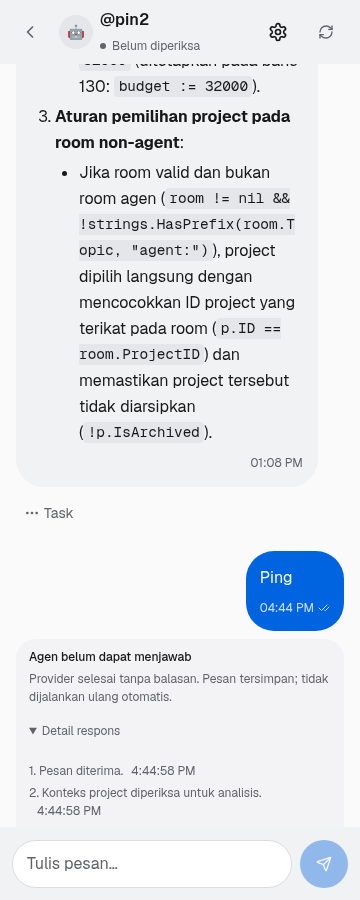 @pin2
Belum diperiksa
130: budget := 32000 ).
3. Aturan pemilihan project pada
room non-agent:
• Jika room valid dan bukan
room agen ( room != nil &&
!strings.HasPrefix(room.T
opic, "agent:") ), project
dipilih langsung dengan
mencocokkan ID project yang
terikat pada room ( p.ID ==
room.ProjectID ) dan
memastikan project tersebut
tidak diarsipkan
( !p.IsArchived ).
01:08 PM
··· Task
Ping
04:44 PM
Agen belum dapat menjawab
Provider selesai tanpa balasan. Pesan tersimpan; tidak
dijalankan ulang otomatis.
▼ Detail respons
1. Pesan diterima. 4:44:58 PM
2. Konteks project diperiksa untuk analisis.
4:44:58 PM
Tulis pesan...